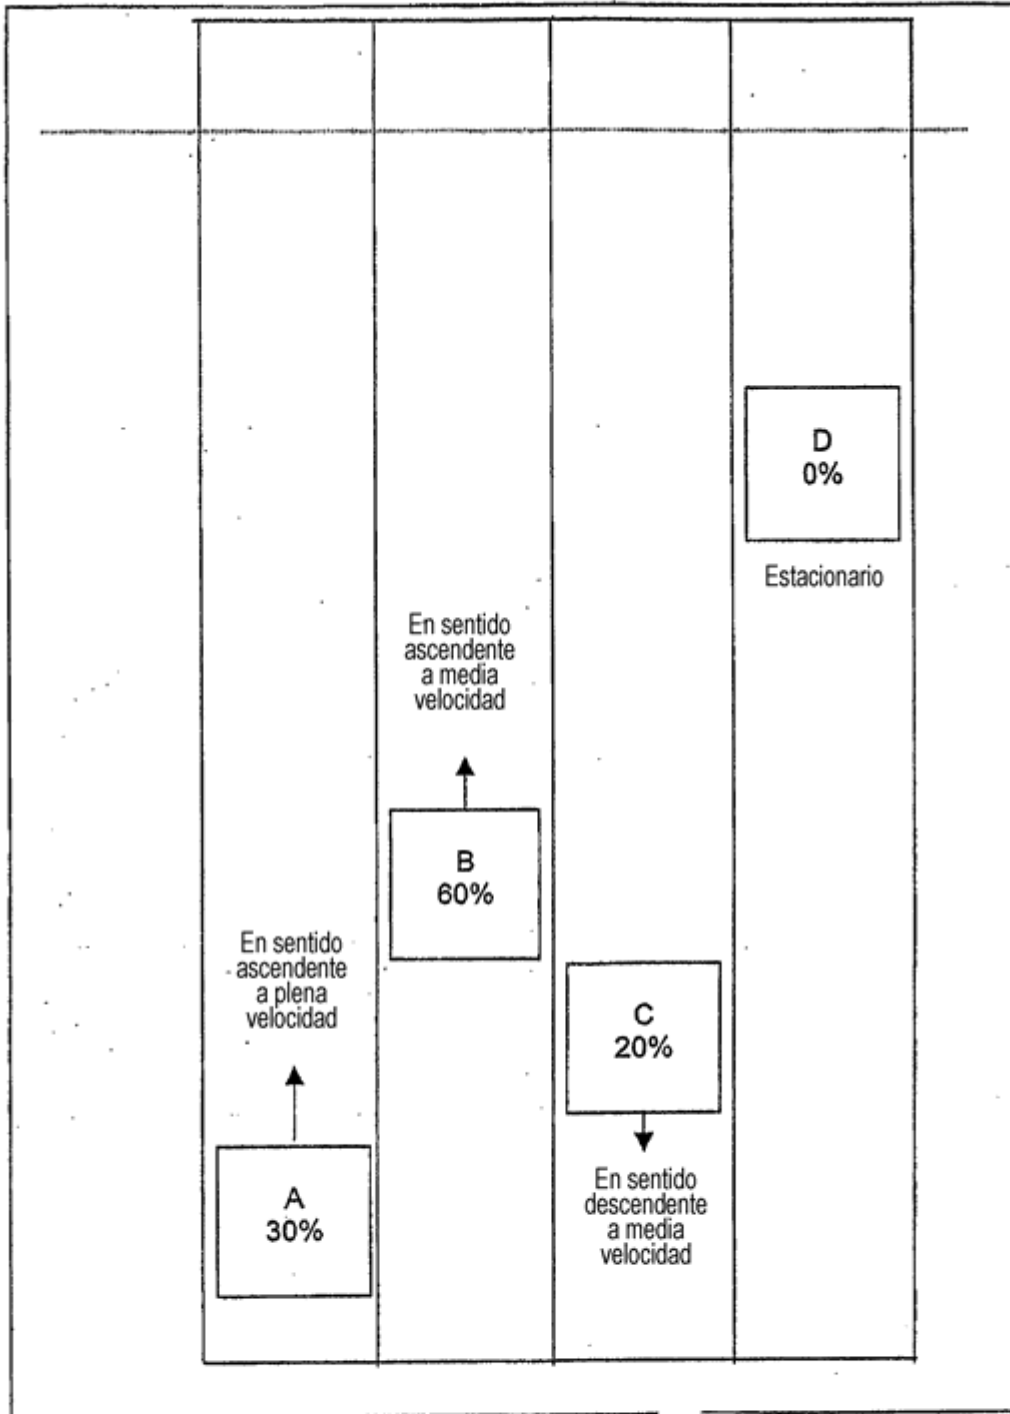 D
0%
Estacionario
En sentido
ascendente
a media
velocidad
B
60%
En sentido
ascendente
a plena
velocidad
C
20%
A
30%
En sentido
descendente
a media
velocidad